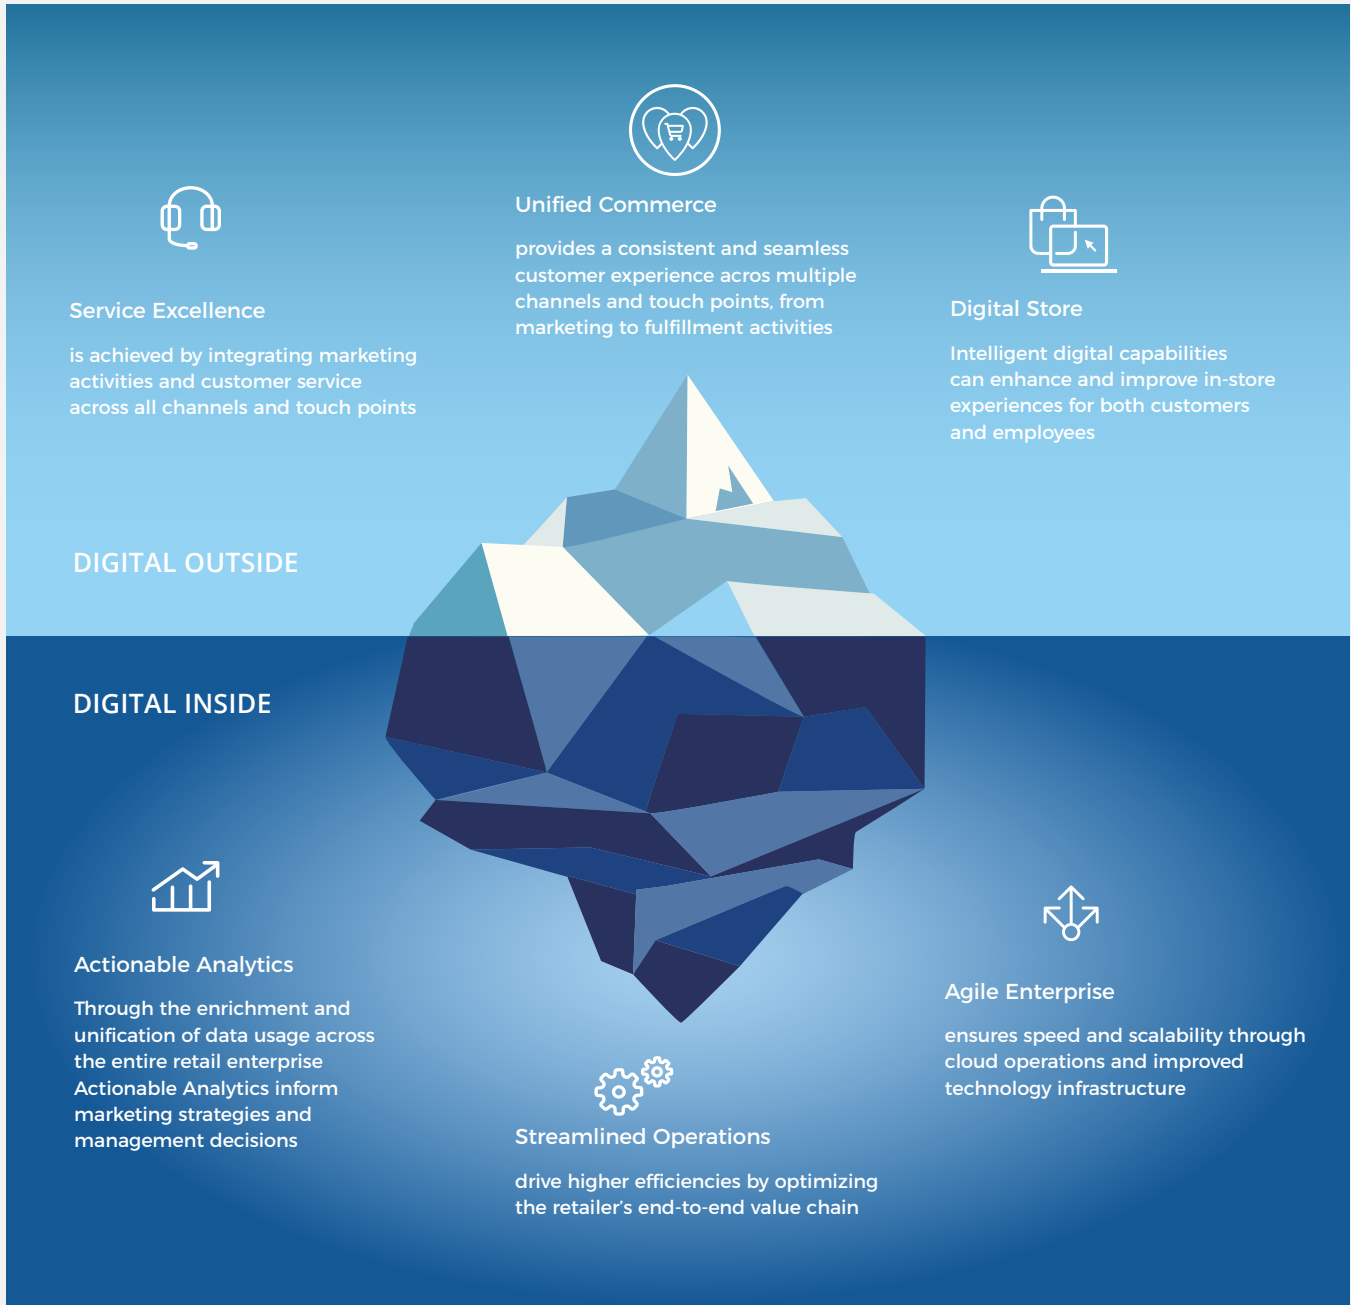 Unified Commerce
provides a consistent and seamless
customer experience acros multiple
channels and touch points, from
marketing to fulfillment activities
Service Excellence
is achieved by integrating marketing
activities and customer service
across all channels and touch points
Digital Store
Intelligent digital capabilities
can enhance and improve in-store
experiences for both customers
and employees
DIGITAL OUTSIDE
DIGITAL INSIDE
Actionable Analytics
Through the enrichment and
unification of data usage across
the entire retail enterprise
Actionable Analytics inform
marketing strategies and
management decisions
Agile Enterprise
ensures speed and scalability through
cloud operations and improved
technology infrastructure
Streamlined Operations
drive higher efficiencies by optimizing
the retailer's end-to-end value chain